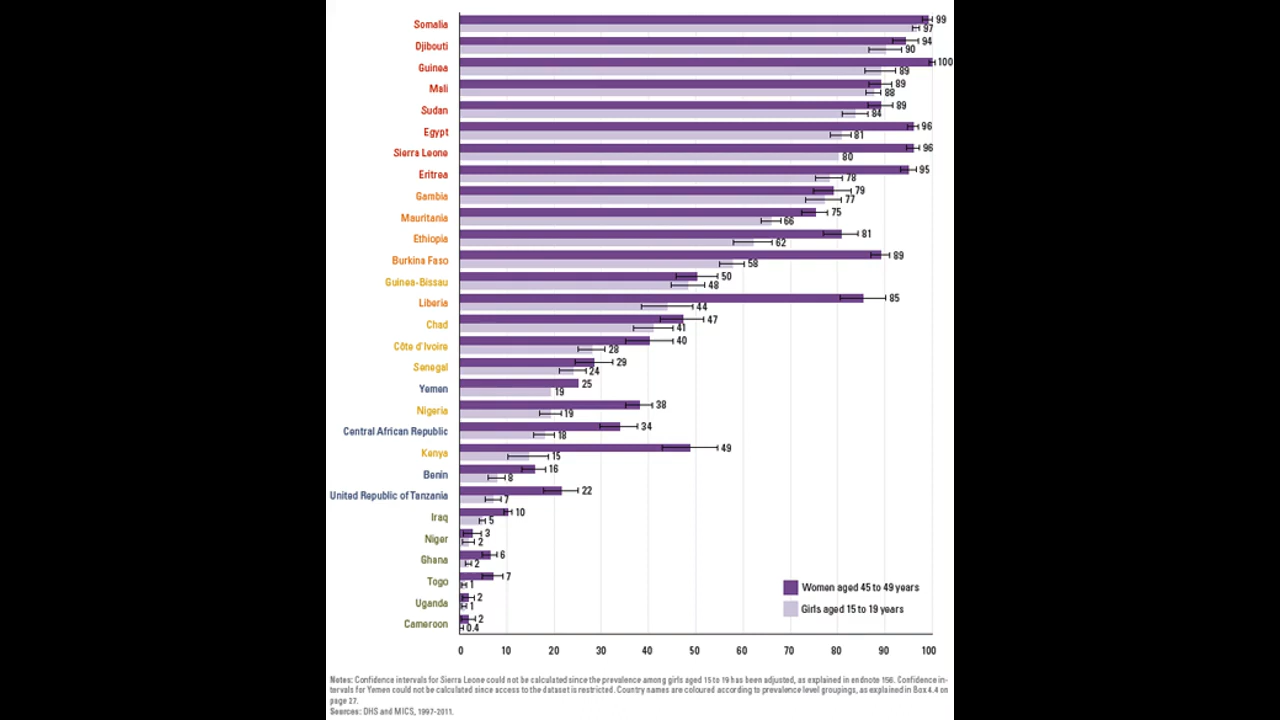 Somalia 99
97
Djibouti 94
90
Guinea 100
89
Mali 89
88
Sudan 89
84
Egypt 96
81
Sierra Leone 96
80
Eritrea 95
78
Gambia 79
77
Mauritania 75
66
Ethiopia 81
62
Burkina Faso 89
58
Guinea-Bissau 50
48
Liberia 85
44
Chad 47
41
Côte d'Ivoire 40
28
Senegal 29
24
Yemen 25
19
Nigeria 38
19
Central African Republic 34
18
Kenya 49
15
Benin 16
8
United Republic of Tanzania 22
7
Iraq 10
5
Niger 3
2
Ghana 6
2
Togo 7
1
Uganda 2
1
Cameroon 2
0.4
Women aged 45 to 49 years
Girls aged 15 to 19 years
0 10 20 30 40 50 60 70 80 90 100
Notes: Confidence intervals for Sierra Leone could not be calculated since the prevalence among girls aged 15 to 19 has been adjusted, as explained in endnote 156. Confidence in-
tervals for Yemen could not be calculated since access to the dataset is restricted. Country names are coloured according to prevalence level groupings, as explained in Box 4.4 on
page 27.
Sources: DHS and MICS, 1997-2011.